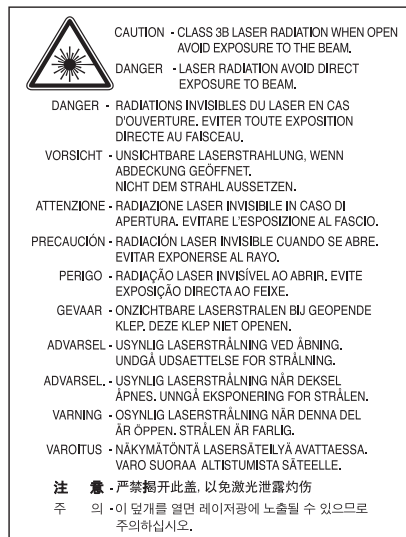 CAUTION - CLASS 3B LASER RADIATION WHEN OPEN
AVOID EXPOSURE TO THE BEAM.
DANGER - LASER RADIATION AVOID DIRECT
EXPOSURE TO BEAM.
DANGER - RADIATIONS INVISIBLES DU LASER EN CAS
D'OUVERTURE. EVITER TOUTE EXPOSITION
DIRECTE AU FAISCEAU.
VORSICHT - UNSICHTBARE LASERSTRAHLUNG, WENN
ABDECKUNG GEÖFFNET.
NICHT DEM STRAHL AUSSETZEN.
ATTENZIONE - RADIAZIONE LASER INVISIBILE IN CASO DI
APERTURA. EVITARE L'ESPOSIZIONE AL FASCIO.
PRECAUCIÓN - RADIACIÓN LASER INVISIBLE CUANDO SE ABRE.
EVITAR EXPONERSE AL RAYO.
PERIGO - RADIAÇÃO LASER INVISÍVEL AO ABRIR. EVITE
EXPOSIÇÃO DIRECTA AO FEIXE.
GEVAAR - ONZICHTBARE LASERSTRALEN BIJ GEOPENDE
KLEP. DEZE KLEP NIET OPENEN.
ADVARSEL - USYNLIG LASERSTRÅLNING VED ÅBNING.
UNDGÅ UDSAETTELSE FOR STRÅLNING.
ADVARSEL. - USYNLIG LASERSTRÅLNING NÅR DEKSEL
ÅPNES. UNNGÅ EKSPONERING FOR STRÅLEN.
VARNING - OSYNLIG LASERSTRÅLNING NÄR DENNA DEL
ÄR ÖPPEN. STRÅLEN ÄR FARLIG.
VAROITUS - NÄKYMÄTÖNTÄ LASERSÄTEILYÄ AVATTAESSA.
VARO SUORAA ALTISTUMISTA SÄTEELLE.
注 意 - 严禁揭开此盖, 以免激光泄露灼伤
주 의 - 이 덮개를 열면 레이저광에 노출될 수 있으므로
주의하십시오.